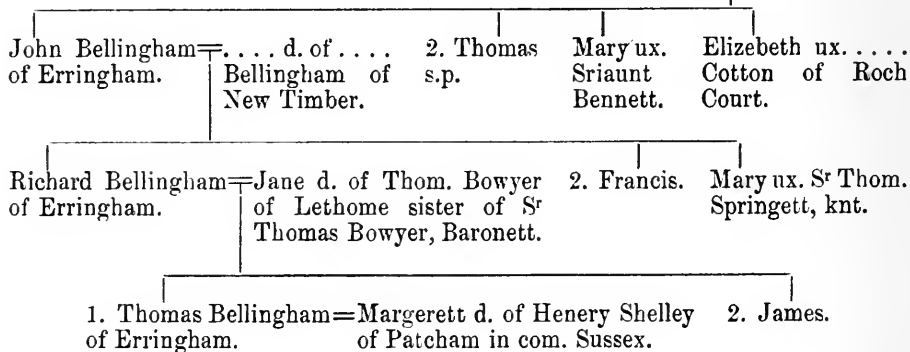 John Bellingham=.... d. of .... 2. Thomas Mary ux. Elizebeth ux.....
of Erringham. Bellingham of s.p. Sriaunt Cotton of Roch
New Timber. Bennett. Court.
Richard Bellingham=Jane d. of Thom. Bowyer 2. Francis. Mary ux. Sʳ Thom.
of Erringham. of Lethome sister of Sʳ Springett, knt.
Thomas Bowyer, Baronett.
1. Thomas Bellingham=Margerett d. of Henery Shelley 2. James.
of Erringham. of Patcham in com. Sussex.